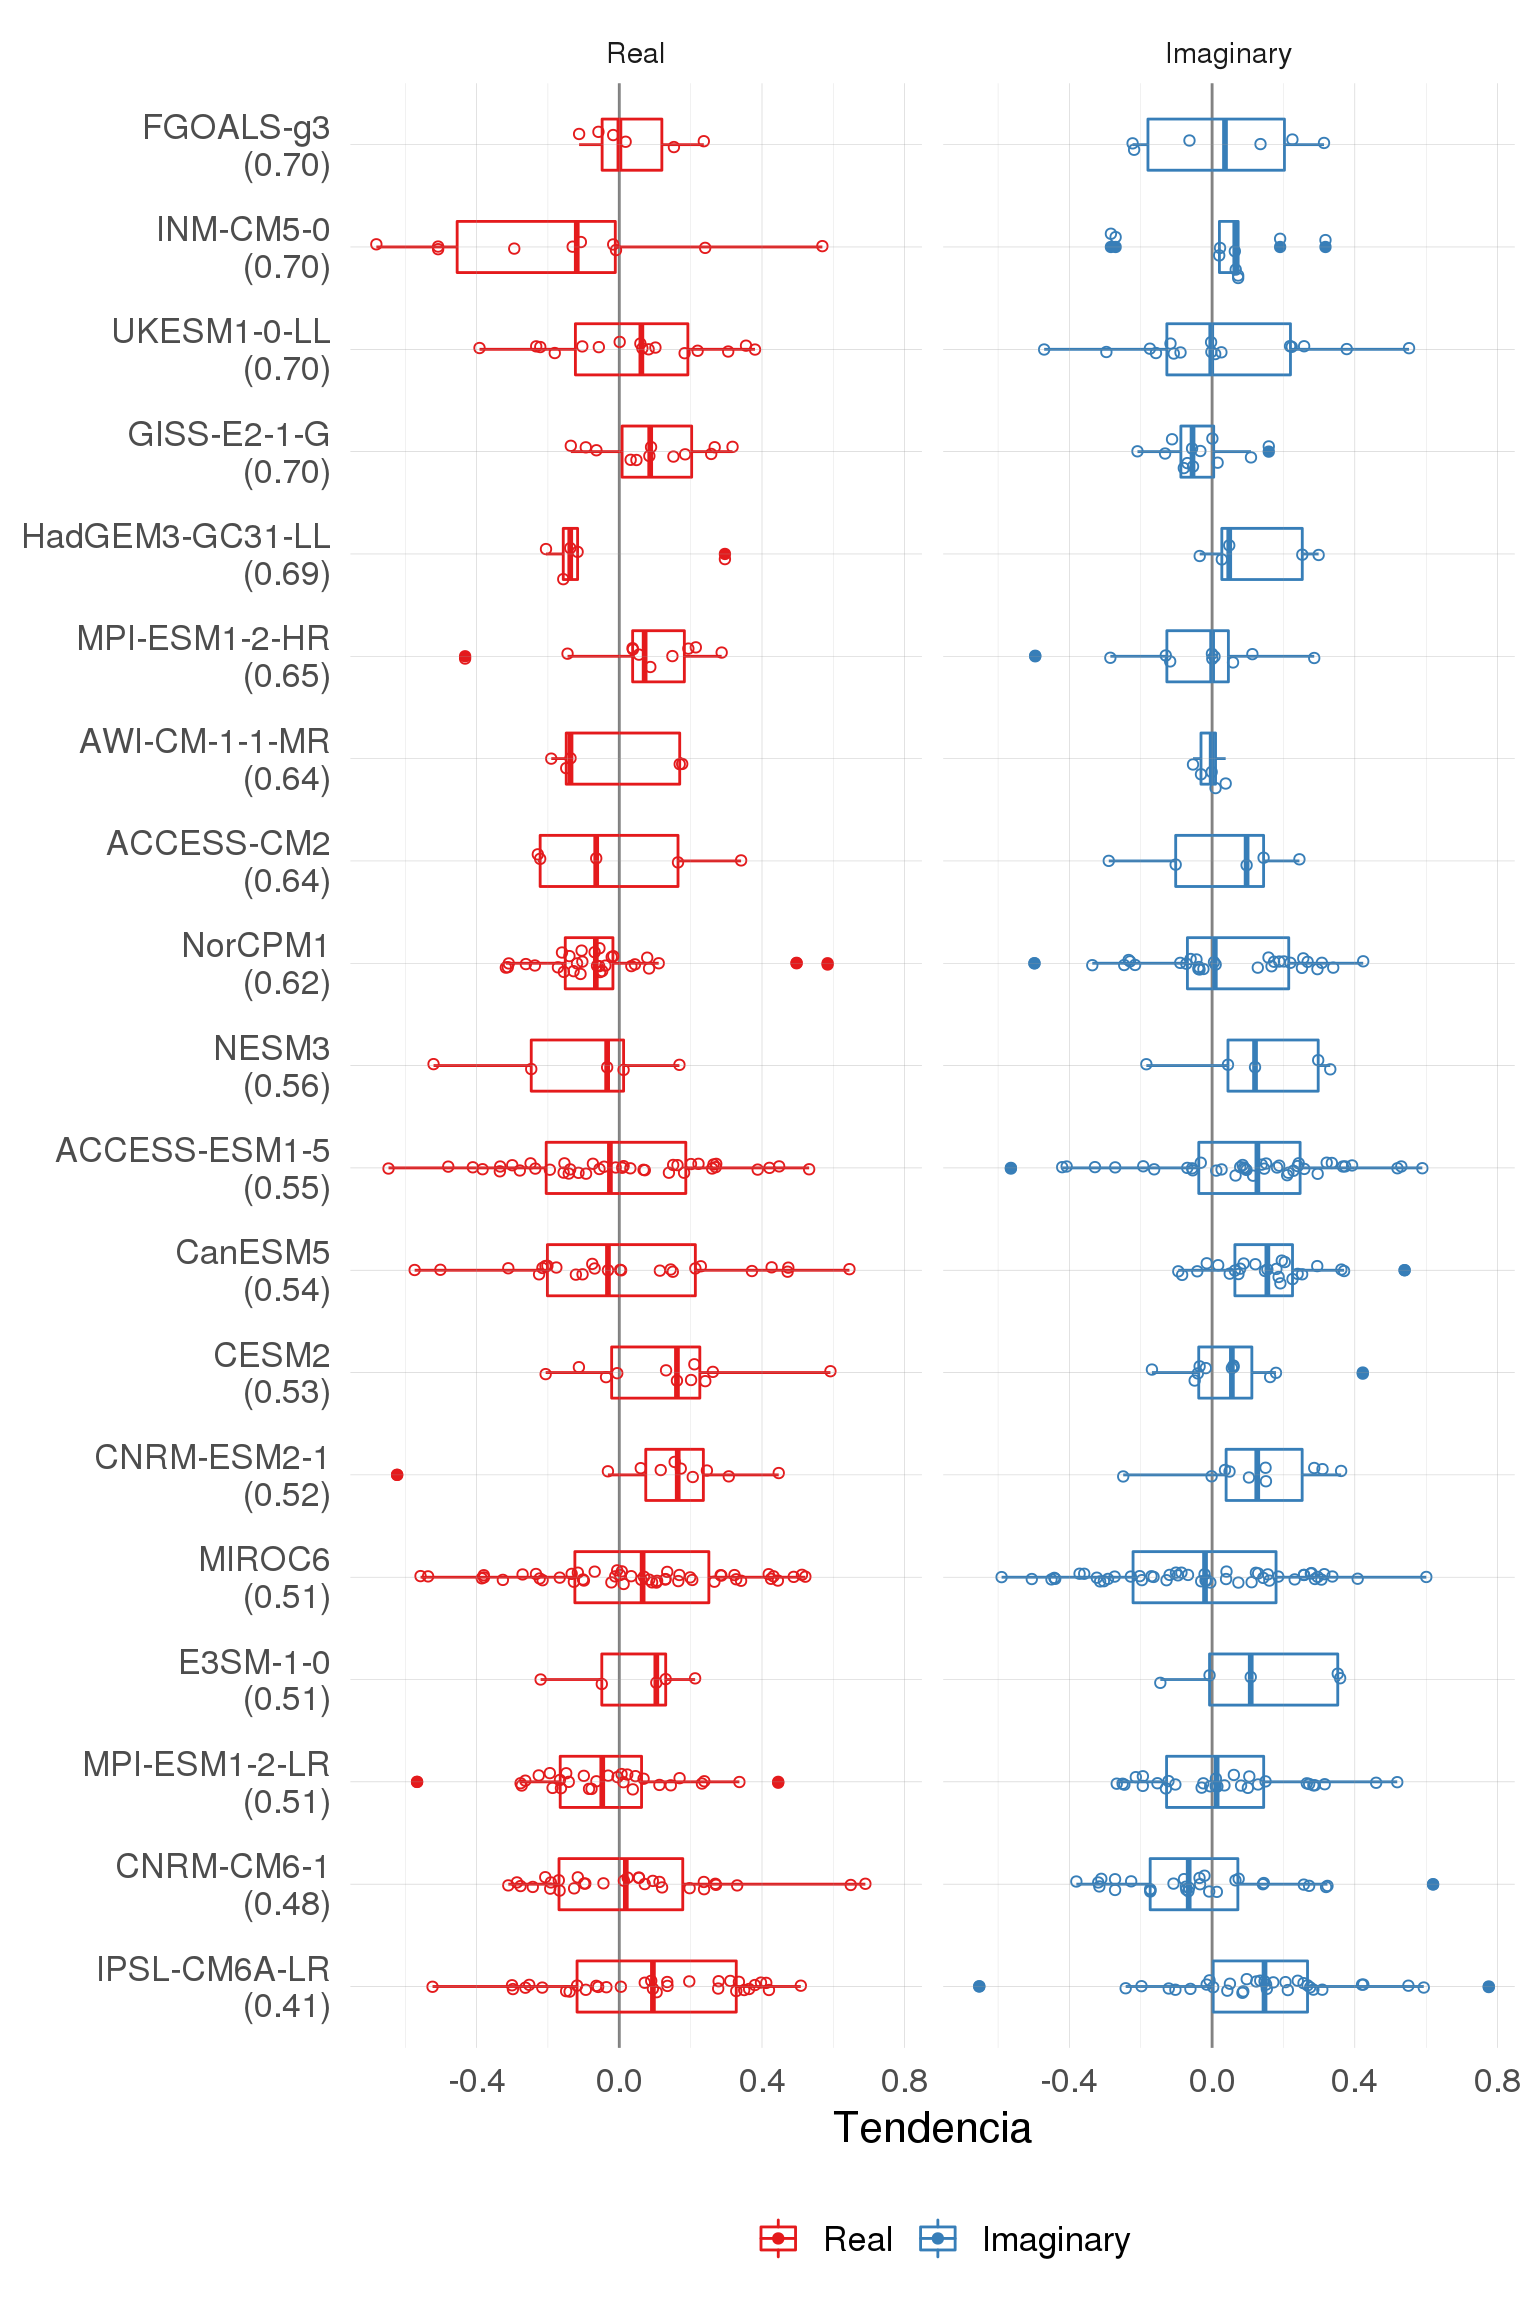 Real
Imaginary
FGOALS-g3
(0.70)
INM-CM5-0
(0.70)
UKESM1-0-LL
(0.70)
GISS-E2-1-G
(0.70)
HadGEM3-GC31-LL
(0.69)
MPI-ESM1-2-HR
(0.65)
AWI-CM-1-1-MR
(0.64)
ACCESS-CM2
(0.64)
NorCPM1
(0.62)
NESM3
(0.56)
ACCESS-ESM1-5
(0.55)
CanESM5
(0.54)
CESM2
(0.53)
CNRM-ESM2-1
(0.52)
MIROC6
(0.51)
E3SM-1-0
(0.51)
MPI-ESM1-2-LR
(0.51)
CNRM-CM6-1
(0.48)
IPSL-CM6A-LR
(0.41)
-0.4 0.0 0.4 0.8 -0.4 0.0 0.4 0.8
Tendencia
Real Imaginary